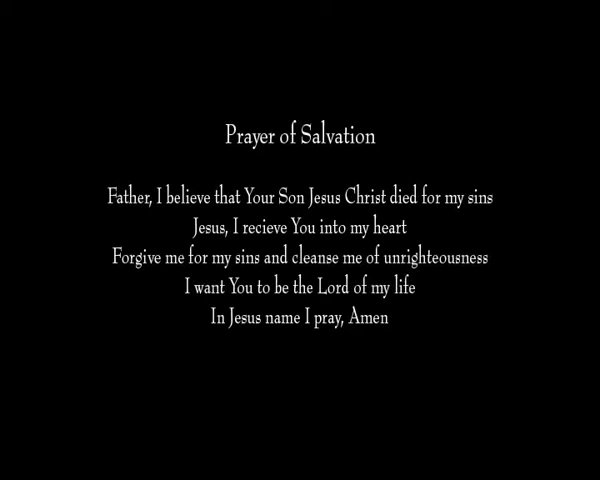 Prayer of Salvation
Father, I believe that Your Son Jesus Christ died for my sins
Jesus, I recieve You into my heart
Forgive me for my sins and cleanse me of unrighteousness
I want You to be the Lord of my life
In Jesus name I pray, Amen